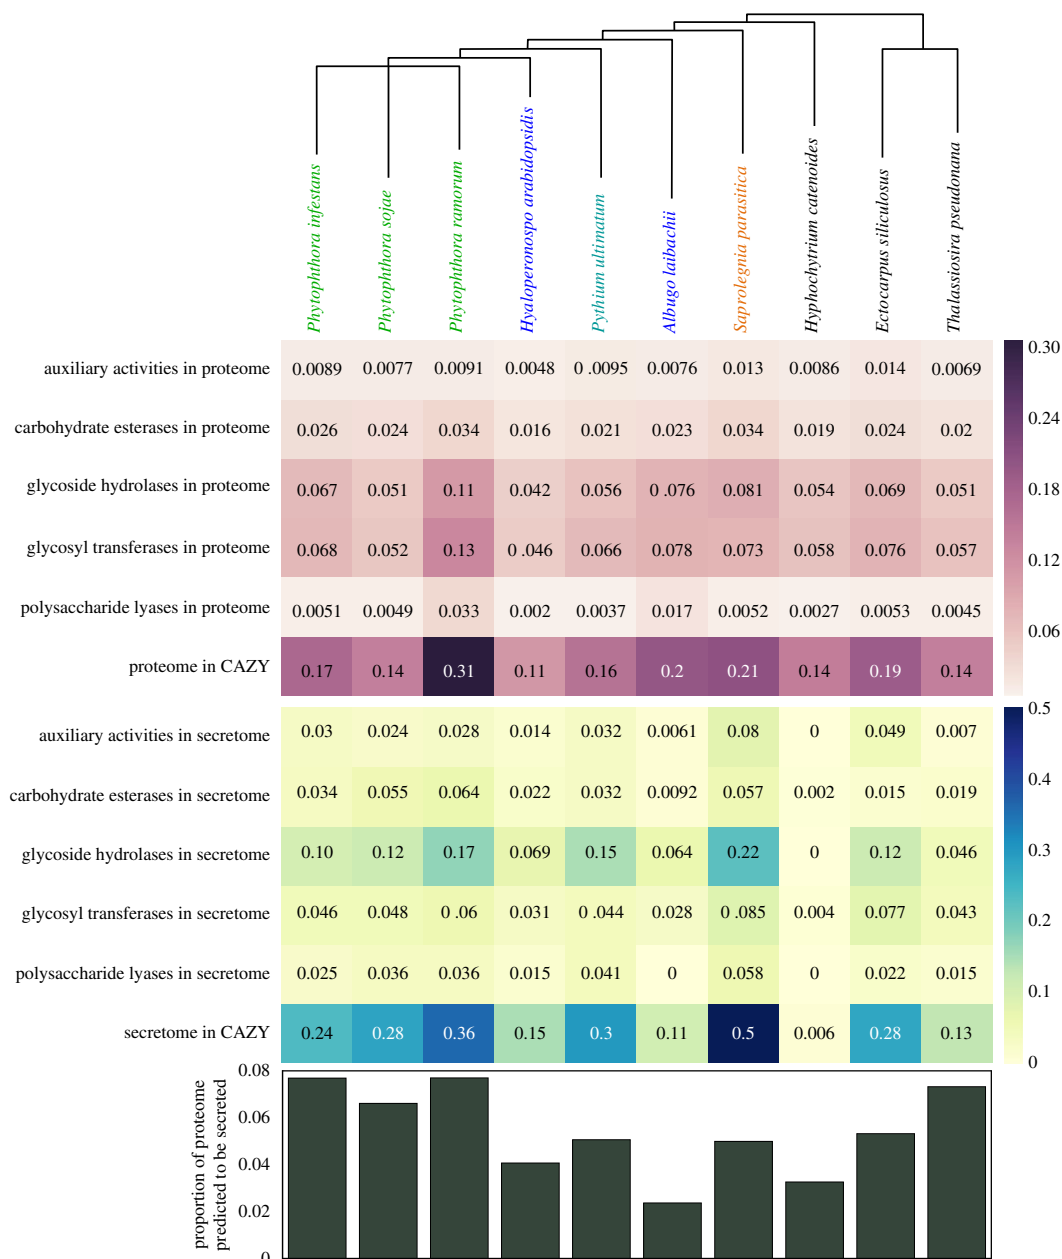 Phytophthora infestans
Phytophthora sojae
Phytophthora ramorum
Hyaloperonospo arabidopsidis
Pythium ultimatum
Albugo laibachii
Saprolegnia parasitica
Hyphochytrium catenoides
Ectocarpus siliculosus
Thalassiostra pseudonana
auxiliary activities in proteome 0.0089 0.0077 0.0091 0.0048 0 .0095 0.0076 0.013 0.0086 0.014 0.0069
carbohydrate esterases in proteome 0.026 0.024 0.034 0.016 0.021 0.023 0.034 0.019 0.024 0.02
glycoside hydrolases in proteome 0.067 0.051 0.11 0.042 0.056 0 .076 0.081 0.054 0.069 0.051
glycosyl transferases in proteome 0.068 0.052 0.13 0 .046 0.066 0.078 0.073 0.058 0.076 0.057
polysaccharide lyases in proteome 0.0051 0.0049 0.033 0.002 0.0037 0.017 0.0052 0.0027 0.0053 0.0045
proteome in CAZY 0.17 0.14 0.31 0.11 0.16 0.2 0.21 0.14 0.19 0.14
0.30
0.24
0.18
0.12
0.06
auxiliary activities in secretome 0.03 0.024 0.028 0.014 0.032 0.0061 0.08 0 0.049 0.007
carbohydrate esterases in secretome 0.034 0.055 0.064 0.022 0.032 0.0092 0.057 0.002 0.015 0.019
glycoside hydrolases in secretome 0.10 0.12 0.17 0.069 0.15 0.064 0.22 0 0.12 0.046
glycosyl transferases in secretome 0.046 0.048 0 .06 0.031 0 .044 0.028 0 .085 0.004 0.077 0.043
polysaccharide lyases in secretome 0.025 0.036 0.036 0.015 0.041 0 0.058 0 0.022 0.015
secretome in CAZY 0.24 0.28 0.36 0.15 0.3 0.11 0.5 0.006 0.28 0.13
0.5
0.4
0.3
0.2
0.1
0
proportion of proteome
predicted to be secreted
0.08
0.06
0.04
0.02
0